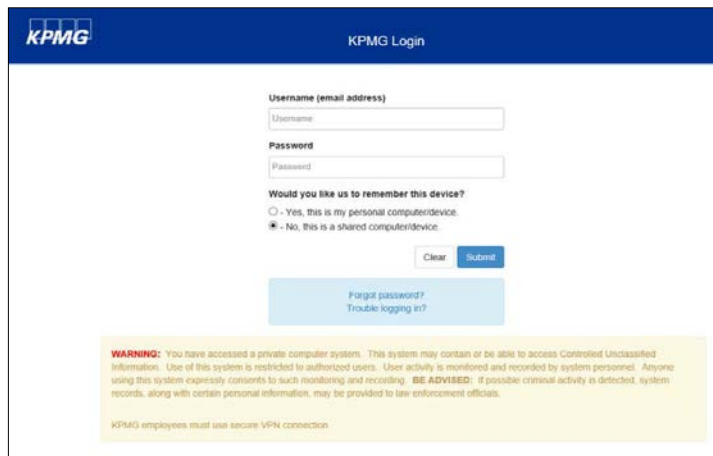 KPMG
KPMG Login
Username (email address)
Username
Password
Password
Would you like us to remember this device?
- Yes, this is my personal computer/device.
- No, this is a shared computer/device.
Clear
Submit
Forgot password?
Trouble logging in?
WARNING: You have accessed a private computer system. This system may contain or be able to access Controlled Unclassified
Information. Use of this system is restricted to authorized users. User activity is monitored and recorded by system personnel. Anyone
using this system expressly consents to such monitoring and recording. BE ADVISED: If possible criminal activity is detected, system
records, along with certain personal information, may be provided to law enforcement officials.
KPMG employees must use secure VPN connection